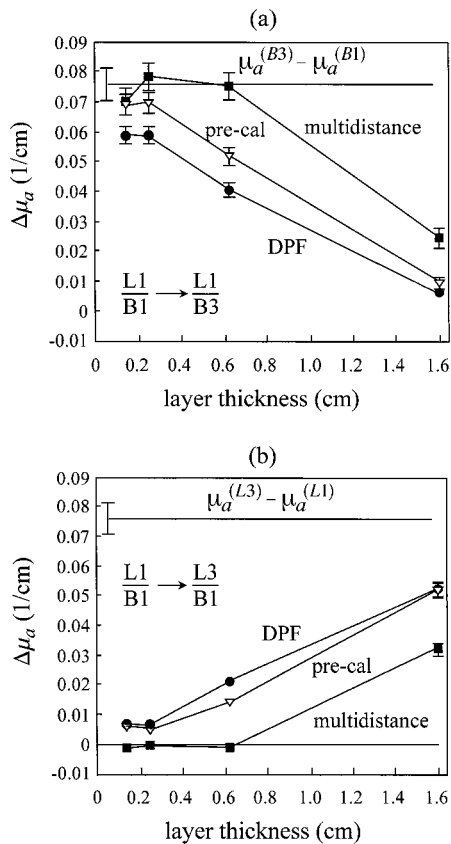 (a)
0.09
0.08
0.07
0.06
0.05
0.04
0.03
0.02
0.01
0
-0.01
Δμa (1/cm)
μa(B3) – μa(B1)
pre-cal
multidistance
DPF
L1 → L1
B1 B3
0 0.2 0.4 0.6 0.8 1.0 1.2 1.4 1.6
layer thickness (cm)
(b)
0.09
0.08
0.07
0.06
0.05
0.04
0.03
0.02
0.01
0
-0.01
Δμa (1/cm)
μa(L3) – μa(L1)
L1 → L3
B1 B1
DPF
pre-cal
multidistance
0 0.2 0.4 0.6 0.8 1.0 1.2 1.4 1.6
layer thickness (cm)